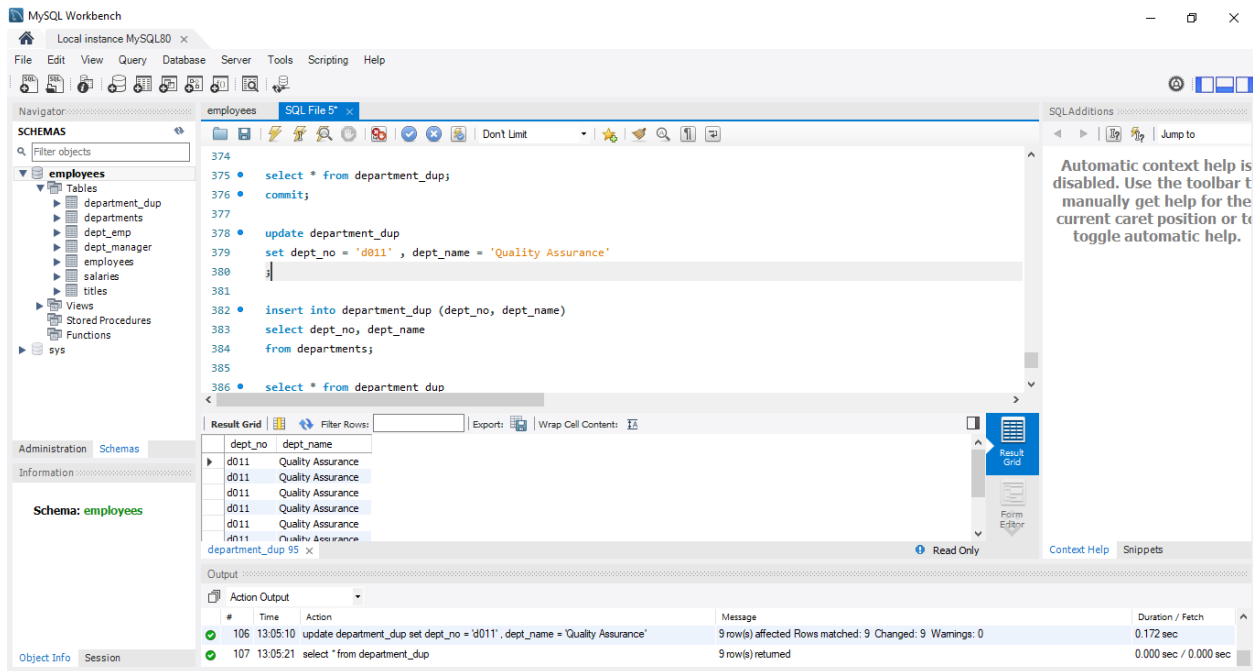 MySQL Workbench
Local instance MySQL80
File Edit View Query Database Server Tools Scripting Help
Navigator
SCHEMAS
Filter objects
employees
Tables
department_dup
departments
dept_emp
dept_manager
employees
salaries
titles
Views
Stored Procedures
Functions
sys
Administration Schemas
Information
Schema: employees
Object Info Session
employees SQL File 5*
Don't Limit
374
375 select * from department_dup;
376 commit;
377
378 update department_dup
379 set dept_no = 'd011' , dept_name = 'Quality Assurance'
380 ;
381
382 insert into department_dup (dept_no, dept_name)
383 select dept_no, dept_name
384 from departments;
385
386 select * from department_dup
Result Grid Filter Rows: Export: Wrap Cell Content:
dept_no dept_name
d011 Quality Assurance
d011 Quality Assurance
d011 Quality Assurance
d011 Quality Assurance
d011 Quality Assurance
d011 Quality Assurance
Result
Grid
Form
Editor
department_dup 95 Read Only
SQLAdditions
Jump to
Automatic context help is
disabled. Use the toolbar t
manually get help for the
current caret position or to
toggle automatic help.
Context Help Snippets
Output
Action Output
# Time Action Message Duration / Fetch
106 13:05:10 update department_dup set dept_no = 'd011' , dept_name = 'Quality Assurance' 9 row(s) affected Rows matched: 9 Changed: 9 Warnings: 0 0.172 sec
107 13:05:21 select * from department_dup 9 row(s) returned 0.000 sec / 0.000 sec